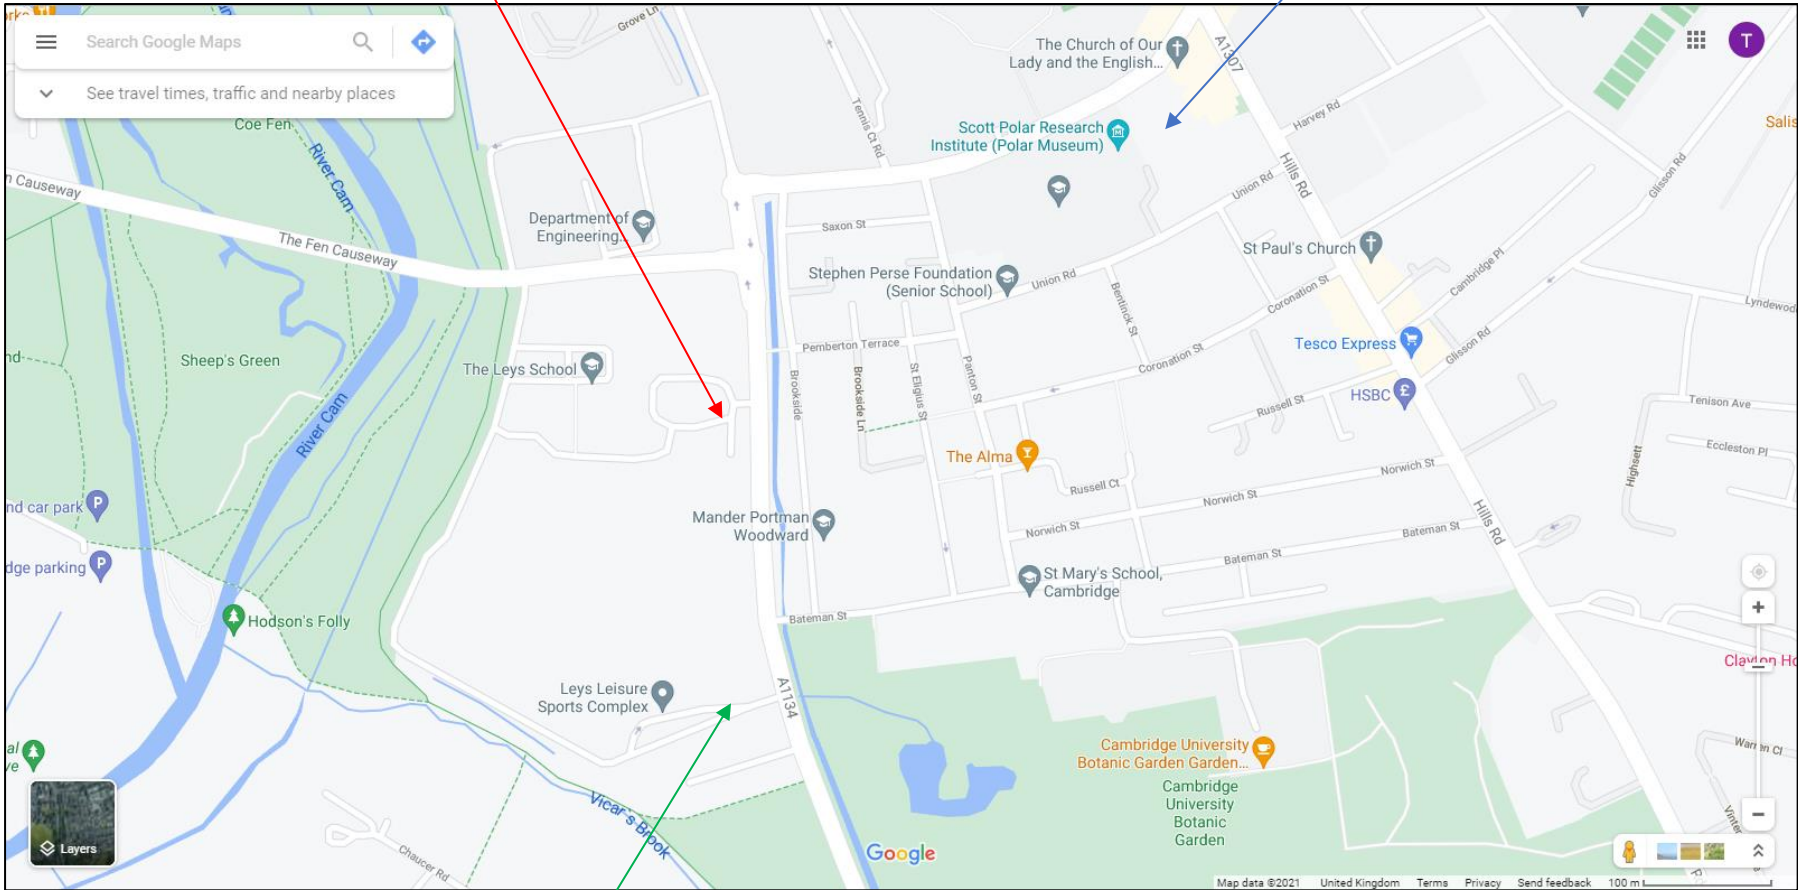 Search Google Maps
See travel times, traffic and nearby places
Grove Ln
The Church of Our
Lady and the English...
A1307
Coe Fen
River Cam
Tennis Ct Rd
Scott Polar Research
Institute (Polar Museum)
Harvey Rd
Hills Rd
Glisson Rd
Causeway
The Fen Causeway
Department of
Engineering...
Saxon St
Union Rd
St Paul's Church
Stephen Perse Foundation
(Senior School)
Union Rd
Bentinck St
Coronation St
Cambridge Pl
Sheep's Green
The Leys School
Pemberton Terrace
Brookside
Brookside Ln
St Eligius St
Panton St
Coronation St
Tesco Express
Glisson Rd
HSBC
Russell St
Tenison Ave
Eccleston Pl
Highsett
River Cam
The Alma
Russell Ct
Norwich St
Norwich St
Norwich St
car park
parking
Mander Portman
Woodward
Hills Rd
Bateman St
Bateman St
St Mary's School,
Cambridge
Bateman St
Hodson's Folly
Leys Leisure
Sports Complex
A1134
Cambridge University
Botanic Garden Garden...
Cambridge
University
Botanic
Garden
Warren Cl
Vicar's Brook
Chaucer Rd
Layers
Google
Map data ©2021 United Kingdom Terms Privacy Send feedback 100 m
T
P
P
£